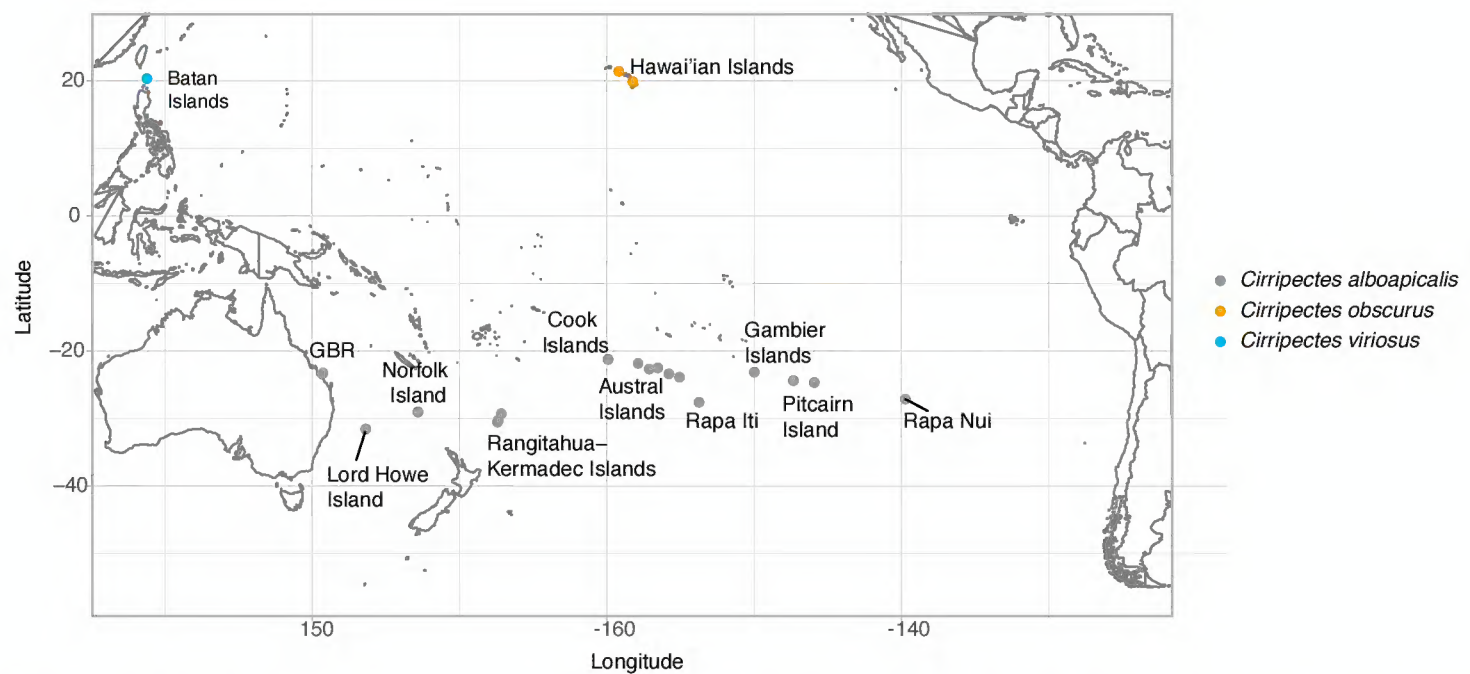 Hawai'ian Islands
20
Batan
Islands
0
Latitude
Cirripectes alboapicalis
Cirripectes obscurus
Cirripectes viriosus
Cook
Islands
Gambier
Islands
−20
GBR
Norfolk
Island
Austral
Islands
Pitcairn
Island
Rapa Iti
Rapa Nui
Rangitahua–
Kermadec Islands
Lord Howe
Island
−40
150
-160
-140
Longitude